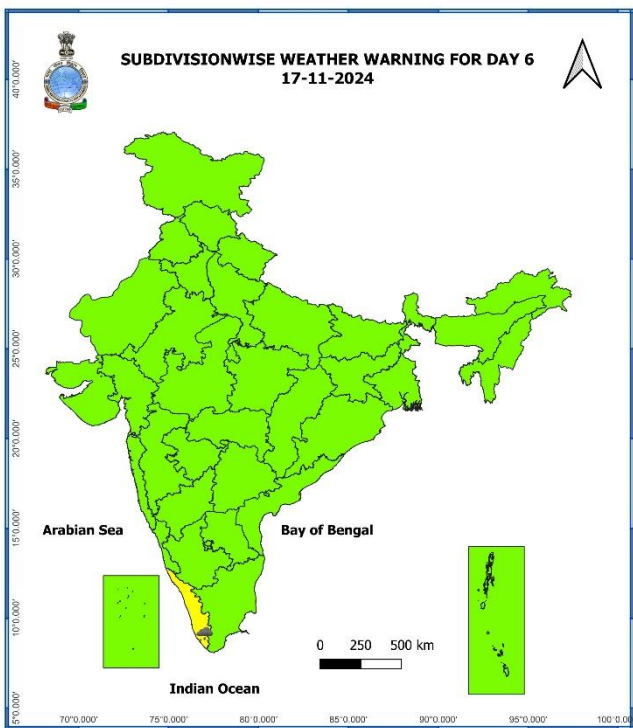 SUBDIVISIONWISE WEATHER WARNING FOR DAY 6
17-11-2024
40°0.000'
35°0.000'
30°0.000'
25°0.000'
20°0.000'
15°0.000'
10°0.000'
5°0.000'
Arabian Sea
Bay of Bengal
0 250 500 km
Indian Ocean
70°0.000' 75°0.000' 80°0.000' 85°0.000' 90°0.000' 95°0.000' 100°0.0